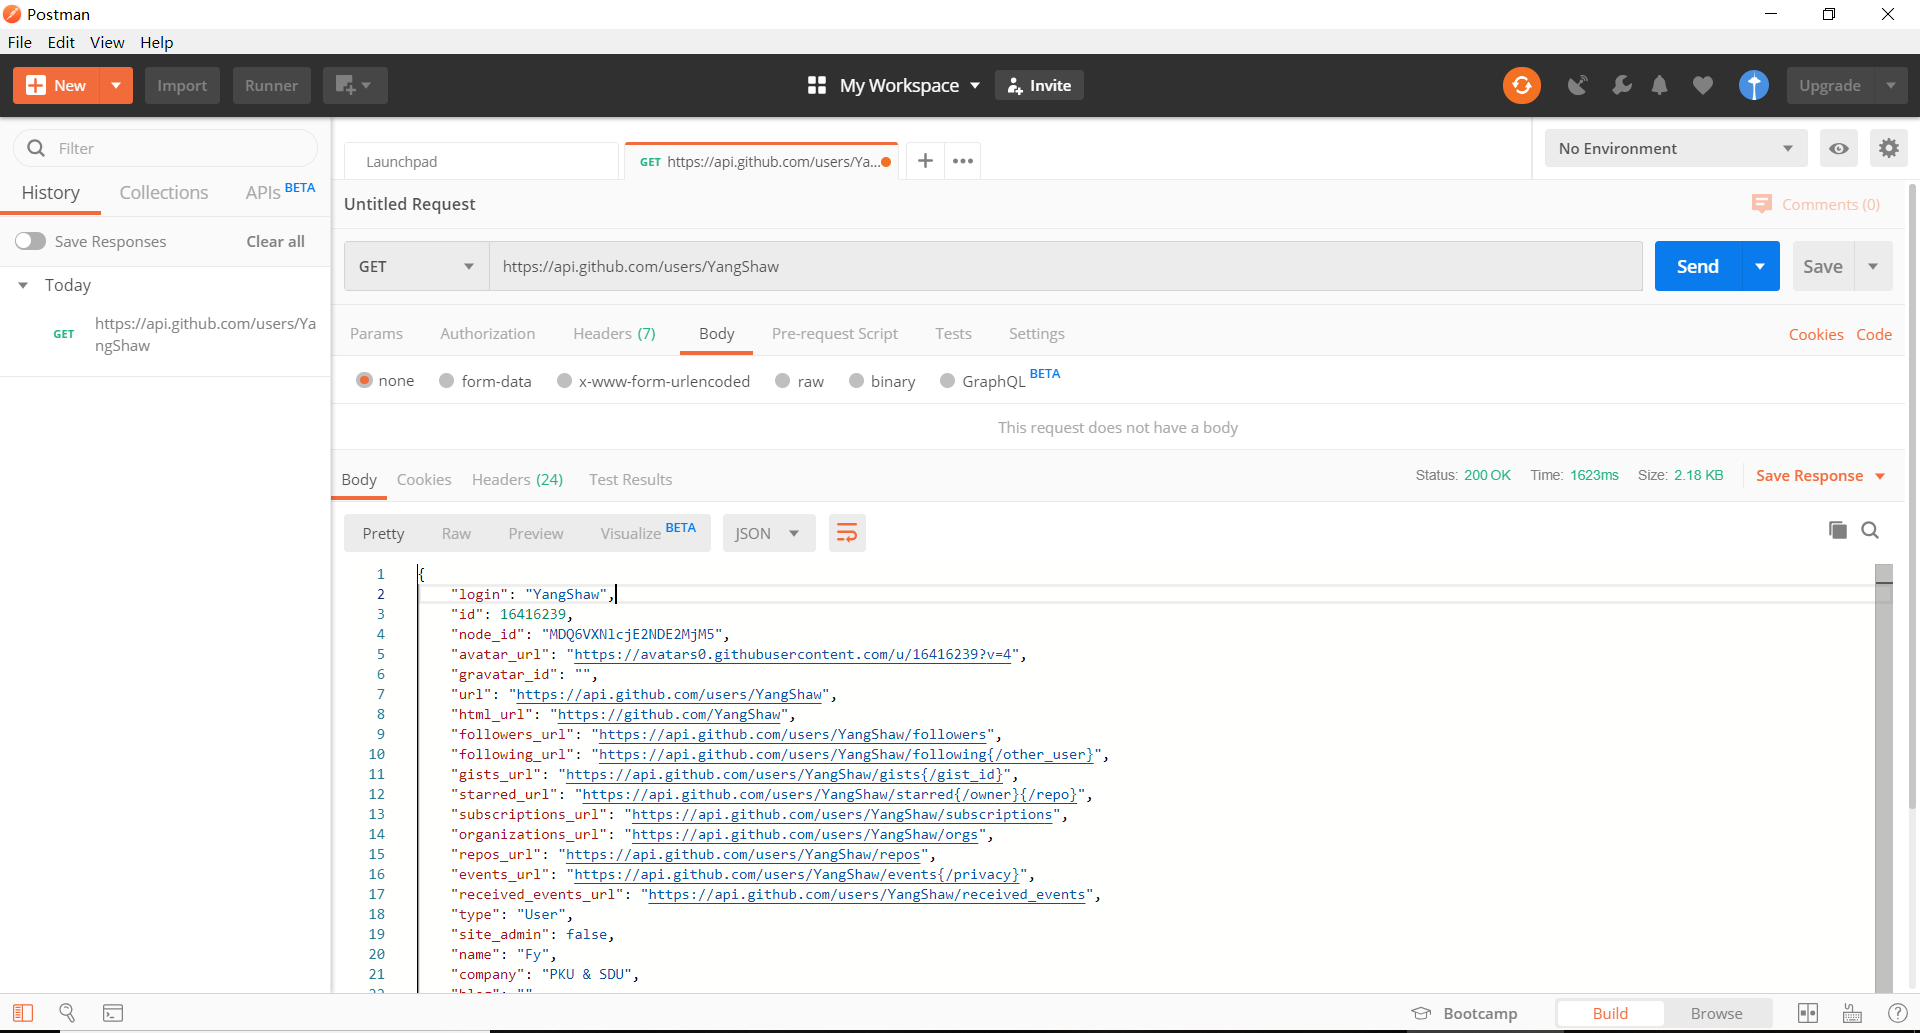 Postman
File Edit View Help
New Import Runner My Workspace Invite Upgrade
Filter
History Collections APIs BETA
Save Responses Clear all
Today
GET https://api.github.com/users/Ya
ngShaw
Launchpad GET https://api.github.com/users/Ya... No Environment
Untitled Request Comments (0)
GET https://api.github.com/users/YangShaw Send Save
Params Authorization Headers (7) Body Pre-request Script Tests Settings Cookies Code
none form-data x-www-form-urlencoded raw binary GraphQL BETA
This request does not have a body
Body Cookies Headers (24) Test Results Status: 200 OK Time: 1623ms Size: 2.18 KB Save Response
Pretty Raw Preview Visualize BETA JSON
1 {
2 "login": "YangShaw",
3 "id": 16416239,
4 "node_id": "MDQ6VXNlcjE2NDE2MjM5",
5 "avatar_url": "https://avatars0.githubusercontent.com/u/16416239?v=4",
6 "gravatar_id": "",
7 "url": "https://api.github.com/users/YangShaw",
8 "html_url": "https://github.com/YangShaw",
9 "followers_url": "https://api.github.com/users/YangShaw/followers",
10 "following_url": "https://api.github.com/users/YangShaw/following{/other_user}",
11 "gists_url": "https://api.github.com/users/YangShaw/gists{/gist_id}",
12 "starred_url": "https://api.github.com/users/YangShaw/starred{/owner}{/repo}",
13 "subscriptions_url": "https://api.github.com/users/YangShaw/subscriptions",
14 "organizations_url": "https://api.github.com/users/YangShaw/orgs",
15 "repos_url": "https://api.github.com/users/YangShaw/repos",
16 "events_url": "https://api.github.com/users/YangShaw/events{/privacy}",
17 "received_events_url": "https://api.github.com/users/YangShaw/received_events",
18 "type": "User",
19 "site_admin": false,
20 "name": "Fy",
21 "company": "PKU & SDU",
Bootcamp Build Browse